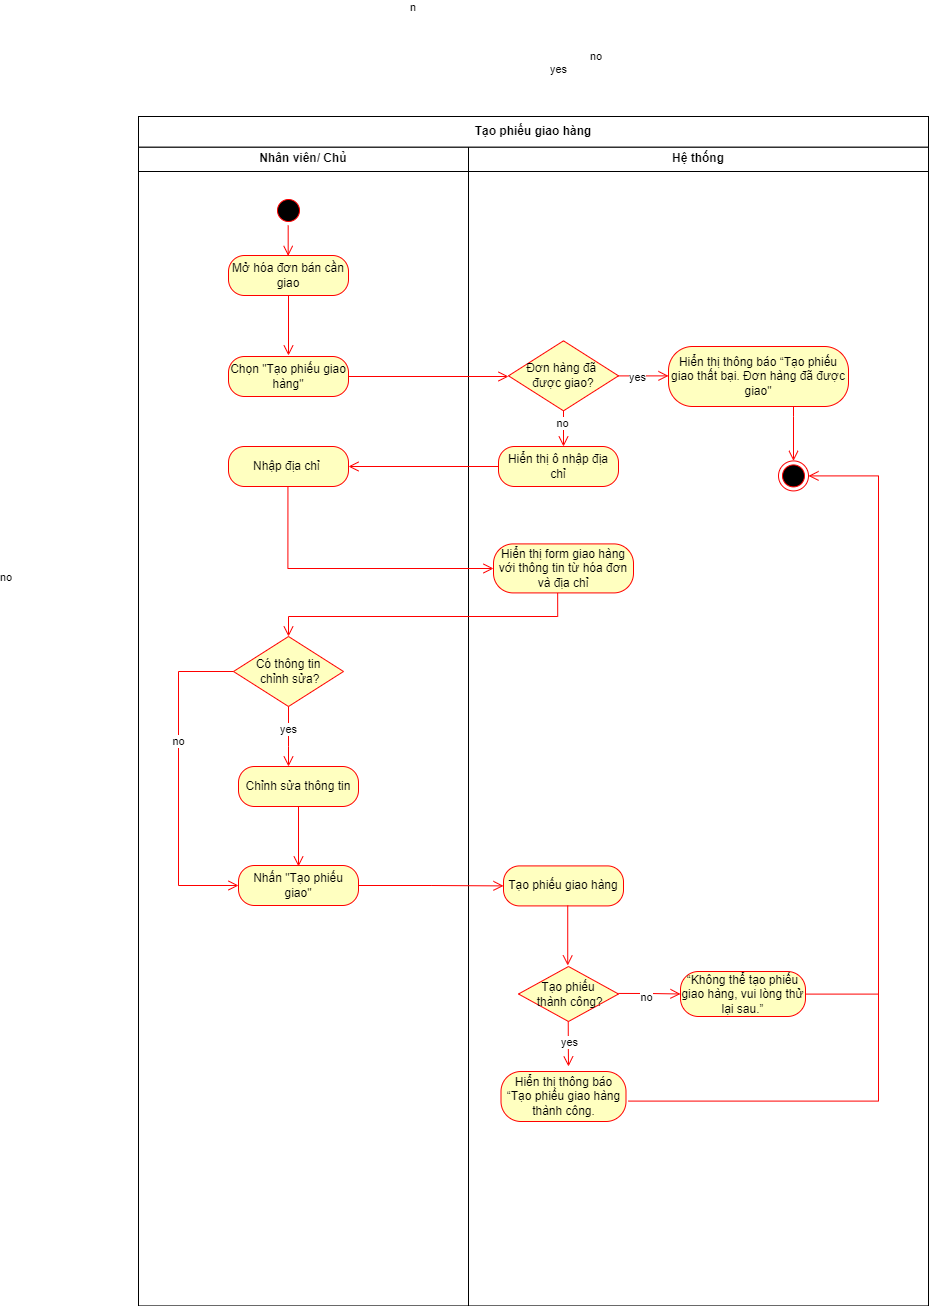 n
no
yes
Tạo phiếu giao hàng
Nhân viên/ Chủ
Hệ thống
Mở hóa đơn bán cần
giao
Chọn "Tạo phiếu giao
hàng"
Đơn hàng đã
được giao?
yes
Hiển thị thông báo “Tạo phiếu
giao thất bại. Đơn hàng đã được
giao"
no
Nhập địa chỉ
Hiển thị ô nhập địa
chỉ
Hiển thị form giao hàng
với thông tin từ hóa đơn
và địa chỉ
no
Có thông tin
chỉnh sửa?
yes
no
Chỉnh sửa thông tin
Nhấn "Tạo phiếu
giao"
Tạo phiếu giao hàng
Tạo phiếu
thành công?
no
“Không thể tạo phiếu
giao hàng, vui lòng thử
lại sau.”
yes
Hiển thị thông báo
“Tạo phiếu giao hàng
thành công.